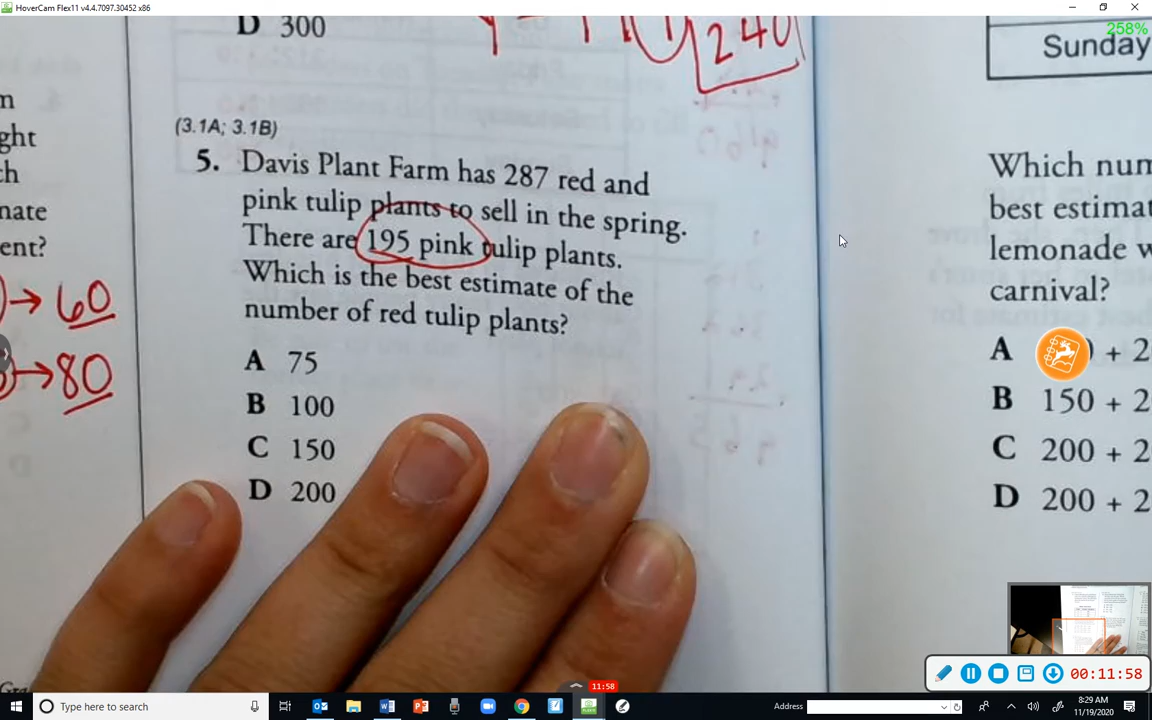 HoverCam Flex11 v4.4.7097.30452 x86
258%
D 300
240
Sunday
(3.1A; 3.1B)
5. Davis Plant Farm has 287 red and
pink tulip plants to sell in the spring.
There are 195 pink tulip plants.
Which is the best estimate of the
number of red tulip plants?
A 75
B 100
C 150
D 200
ght
nate
ent?
→ 60
→ 80
Which num
best estimat
lemonade w
carnival?
A + 2
B 150 + 2
C 200 + 2
D 200 + 2
00:11:58
11:58
Type here to search
Address
8:29 AM
11/19/2020